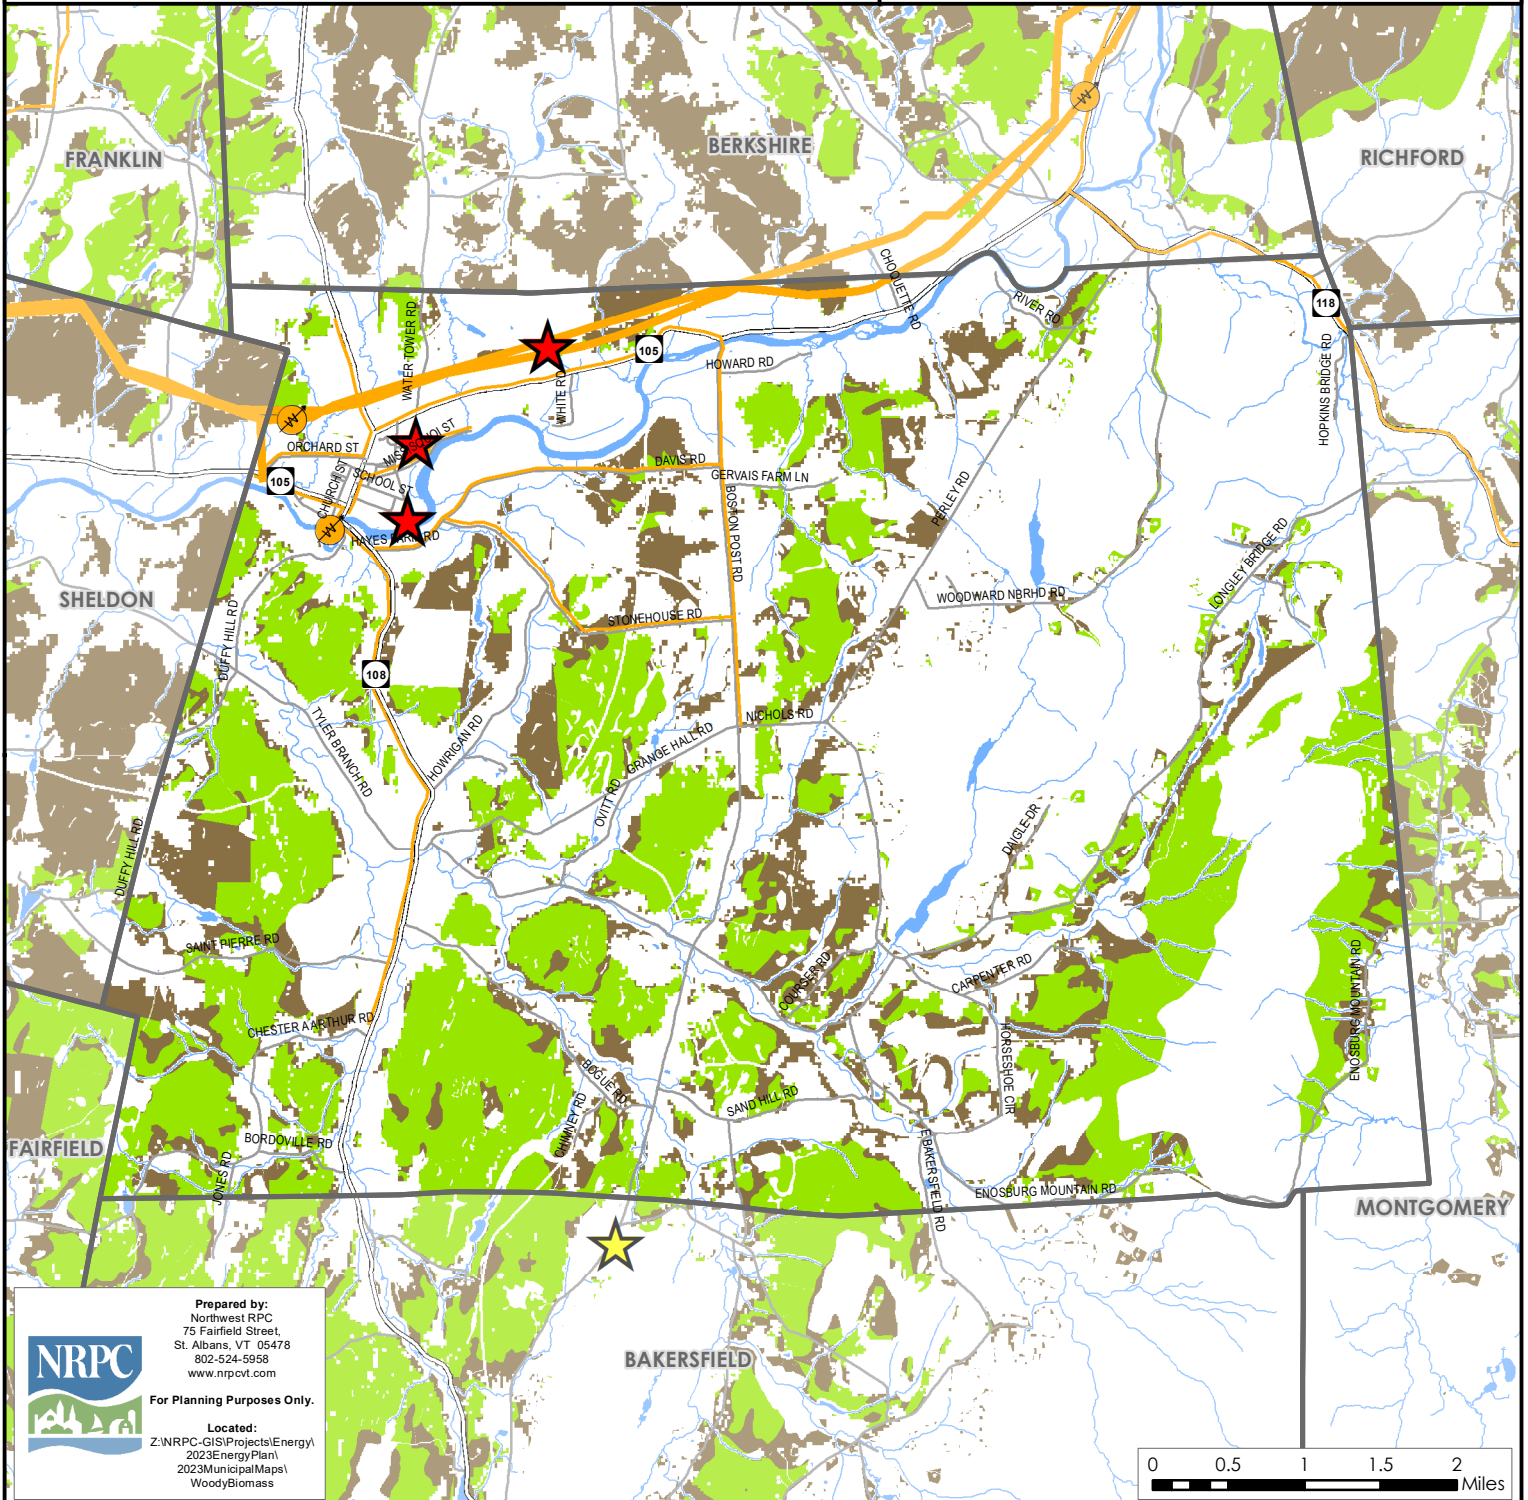 FRANKLIN
BERKSHIRE
RICHFORD
CHOQUETTE RD
RIVER RD
118
WATER TOWER RD
105
HOWARD RD
HOPKINS BRIDGE RD
WHITE RD
W
W
ORCHARD ST
MISSISQUOI ST
DAVIS RD
GERVAIS FARM LN
105
CHURCH ST
SCHOOL ST
BOSTON POST RD
PERLEY RD
W
HAYES FARM RD
LONGLEY BRIDGE RD
SHELDON
WOODWARD NBRHD RD
STONEHOUSE RD
DUFFY HILL RD
108
NICHOLS RD
TYLER BRANCH RD
HOWRIGAN RD
GRANGE HALL RD
OVITT RD
DAIGLE DR
DUFFY HILL RD
SAINT PIERRE RD
COURSER RD
CARPENTER RD
ENOSBURG MOUNTAIN RD
CHESTER A ARTHUR RD
HORSESHOE CIR
BOGUE RD
SAND HILL RD
CHIMNEY RD
FAIRFIELD
BORDOVILLE RD
JONES RD
E BAKERSFIELD RD
ENOSBURG MOUNTAIN RD
MONTGOMERY
BAKERSFIELD
NRPC
Prepared by:
Northwest RPC
75 Fairfield Street,
St. Albans, VT 05478
802-524-5958
www.nrpcvt.com
For Planning Purposes Only.
Located:
Z:\NRPC-GIS\Projects\Energy\
2023EnergyPlan\
2023MunicipalMaps\
WoodyBiomass
0 0.5 1 1.5 2
Miles